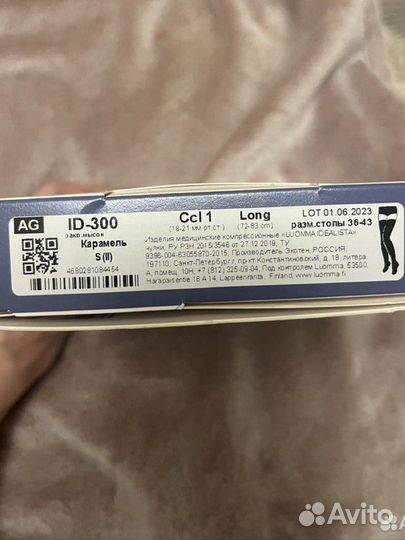 AG ID-300 Ccl 1 Long LOT 01.06.2023
закр.мысок (18-21 мм рт.ст.) (72-83 cm) разм.стопы 36-43
Карамель Изделия медицинские компрессионные «LUOMMA IDEALISTA»
S (II) чулки, РУ РЗН 2015/3546 от 27.12.2019, ТУ
9396-004-63055870-2015, Производитель, Экотен, РОССИЯ,
4680281084454 197110, Санкт-Петербург г, пр-кт Константиновский, д. 18, литера
А, помещ. 10Н, +7 (812) 325-09-04; Под контролем Luomma, 53500,
Harapaisentie 18 A 14, Lappeenranta, Finland, www.luomma.fi
Avito